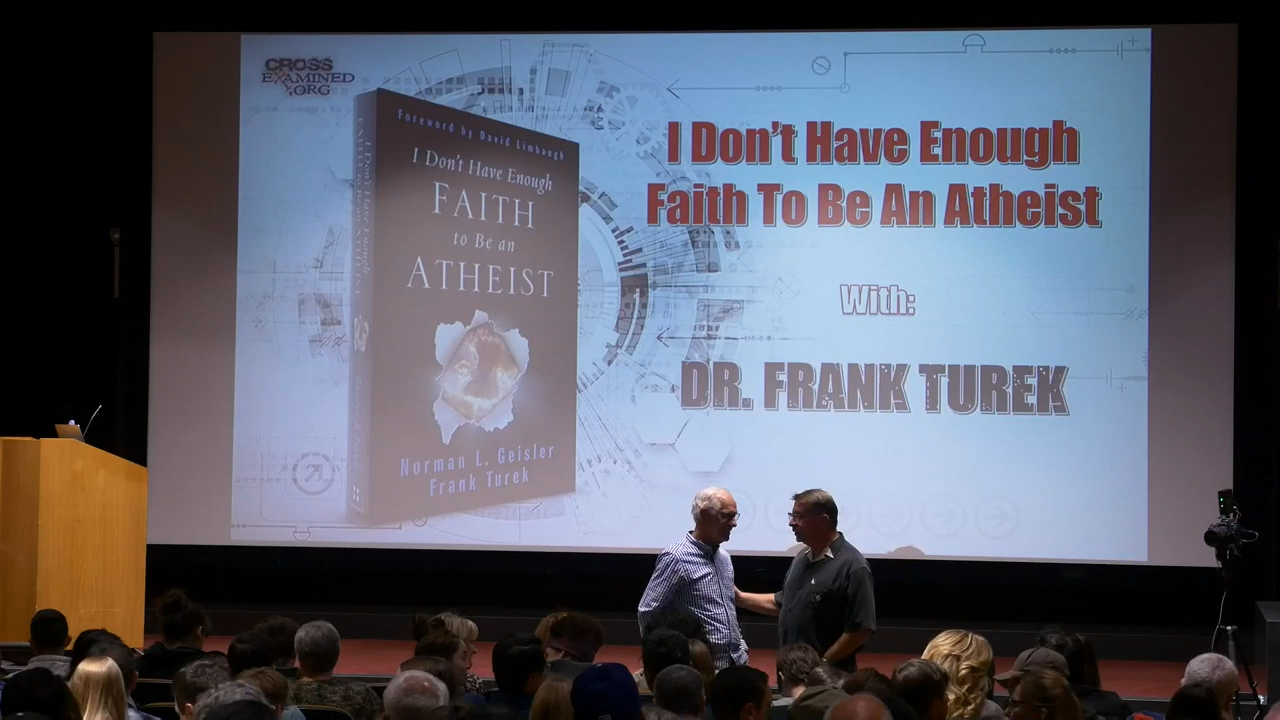 CROSS
EXAMINED
.ORG
Foreword by David Limbaugh
I Don't Have Enough
FAITH
to Be an
ATHEIST
Norman L. Geisler
Frank Turek
I Don't Have Enough
Faith To Be An Atheist
With:
DR. FRANK TUREK